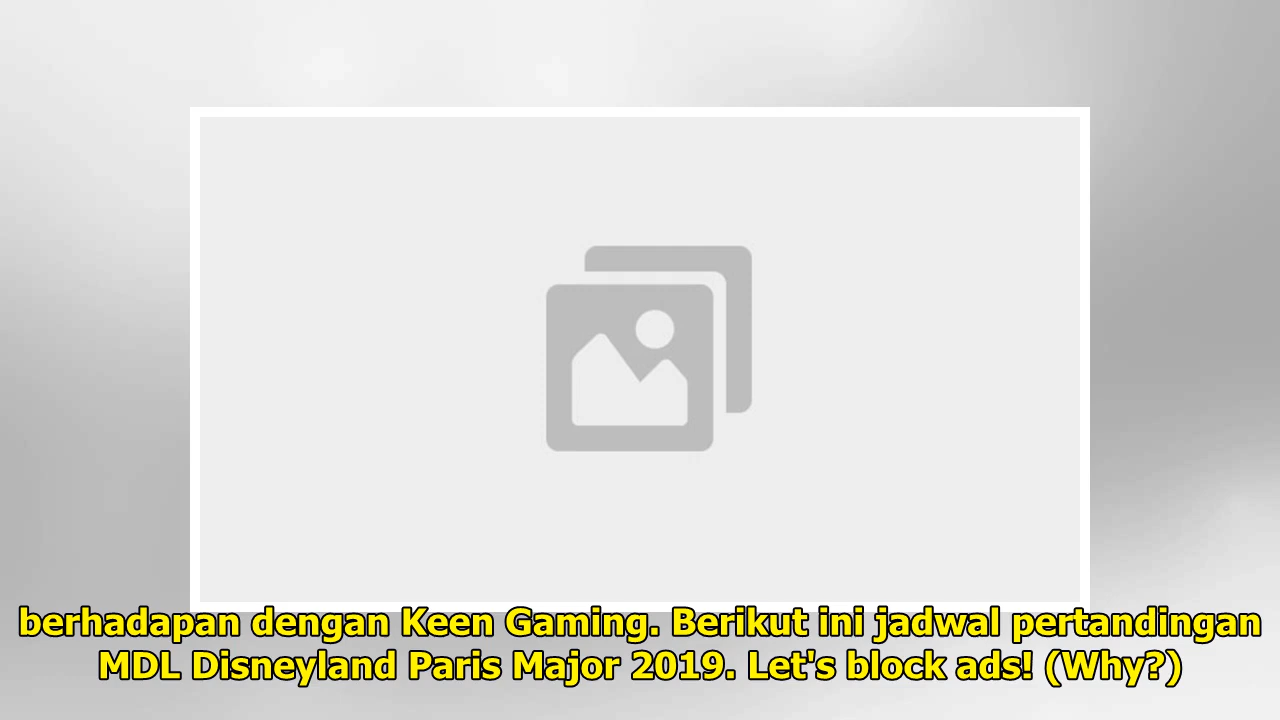 berhadapan dengan Keen Gaming. Berikut ini jadwal pertandingan
MDL Disneyland Paris Major 2019. Let's block ads! (Why?)